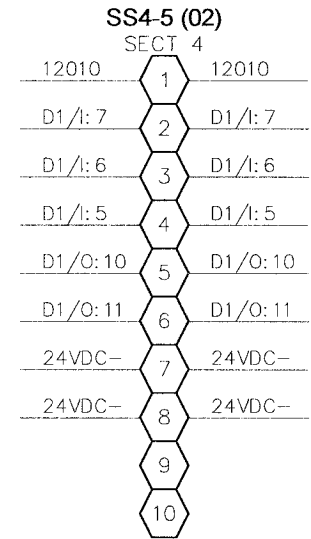 SS4-5 (02)
SECT 4
12010 1 12010
D1/I:7 2 D1/I:7
D1/I:6 3 D1/I:6
D1/I:5 4 D1/I:5
D1/O:10 5 D1/O:10
D1/O:11 6 D1/O:11
24VDC- 7 24VDC-
24VDC- 8 24VDC-
9
10